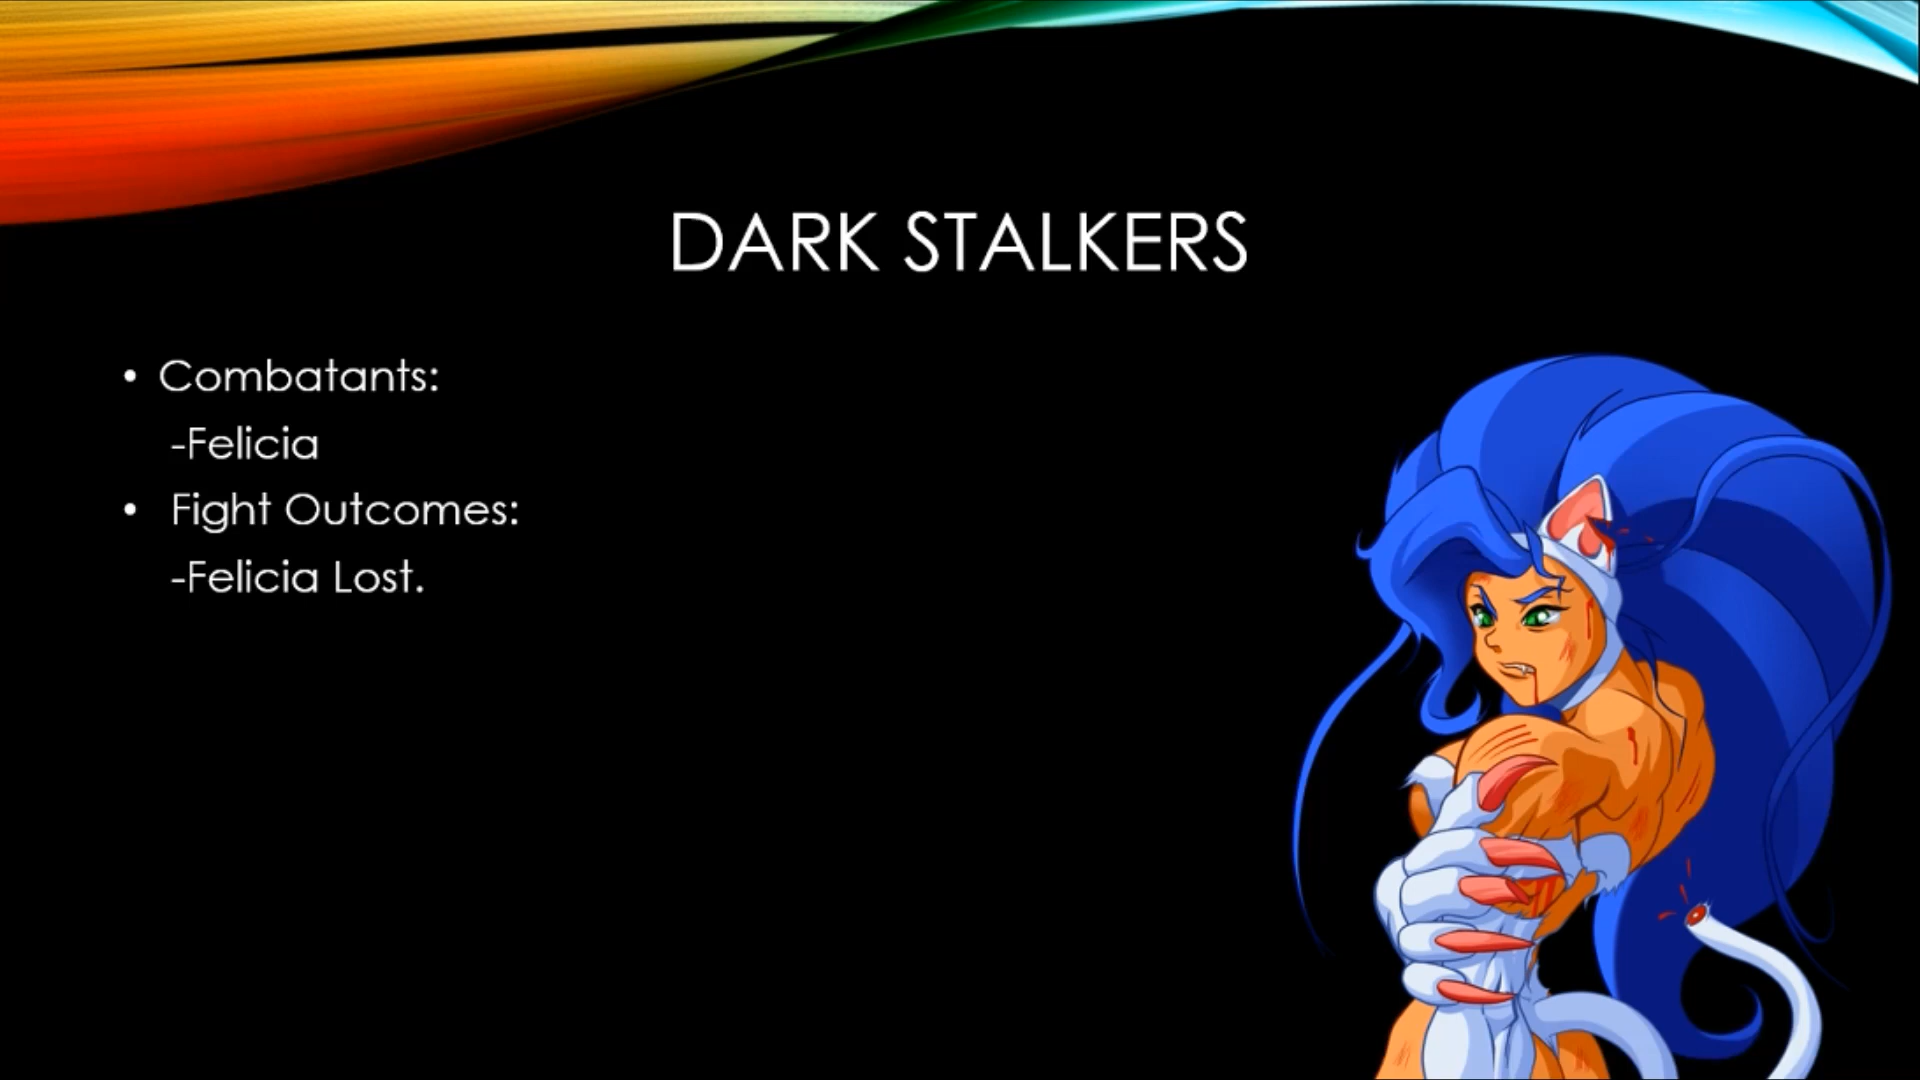 DARK STALKERS
• Combatants:
-Felicia
• Fight Outcomes:
-Felicia Lost.